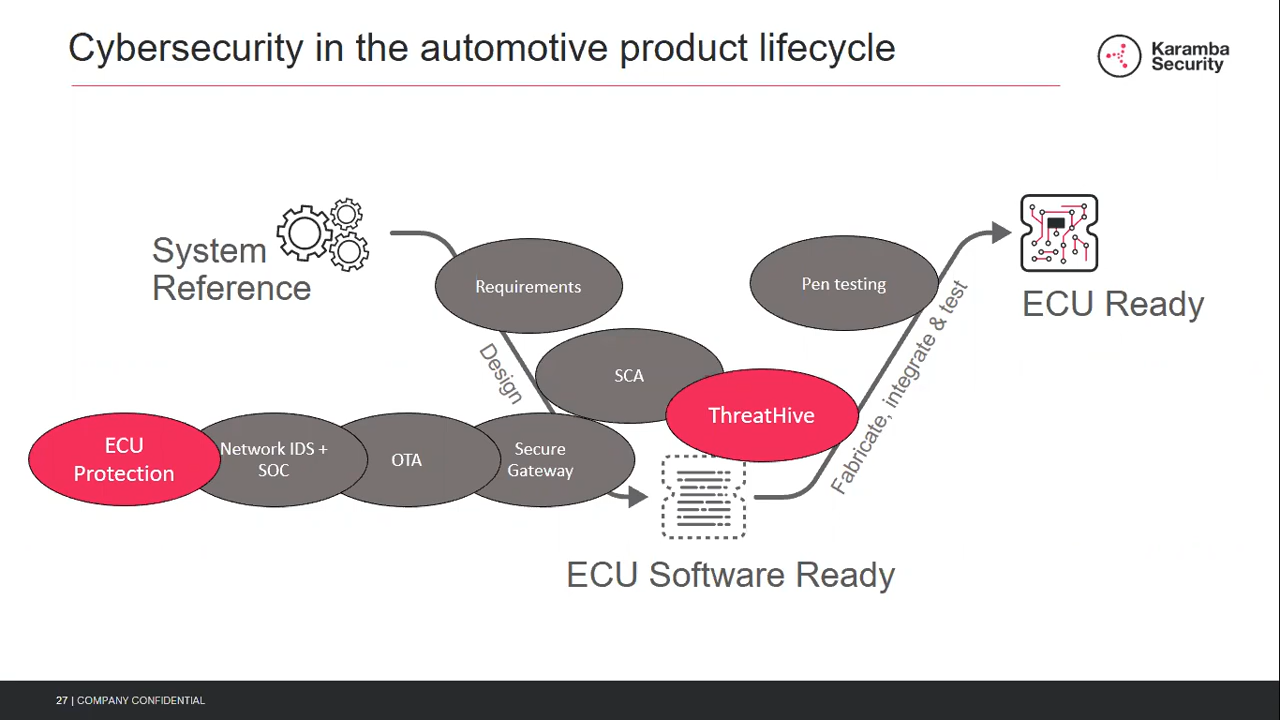 Cybersecurity in the automotive product lifecycle
Karamba
Security
System
Reference
Requirements
Design
SCA
Pen testing
ThreatHive
Fabricate, integrate & test
ECU Ready
ECU
Protection
Network IDS +
SOC
OTA
Secure
Gateway
ECU Software Ready
27 | COMPANY CONFIDENTIAL